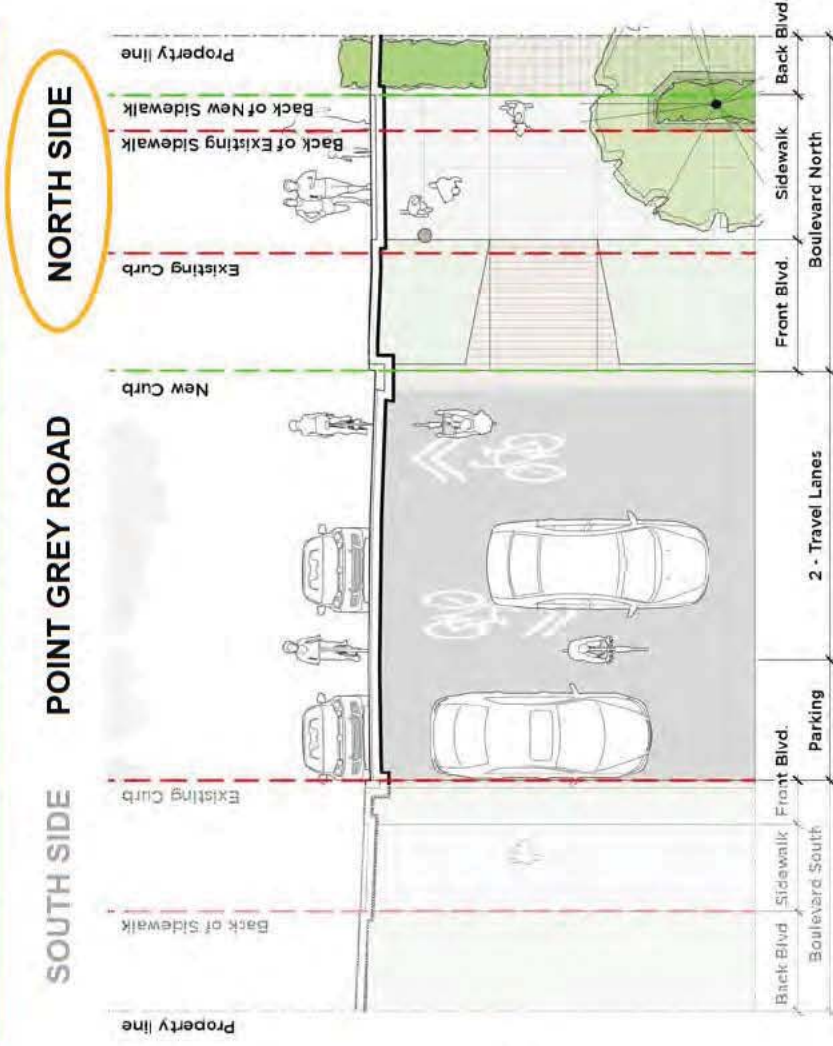 SOUTH SIDE
POINT GREY ROAD
NORTH SIDE
Property line
Back of Sidewalk
Existing Curb
New Curb
Existing Curb
Back of Existing Sidewalk
Back of New Sidewalk
Property line
Back Blvd
Sidewalk
Front Blvd.
Parking
2 - Travel Lanes
Front Blvd.
Sidewalk
Back Blvd
Boulevard South
Boulevard North